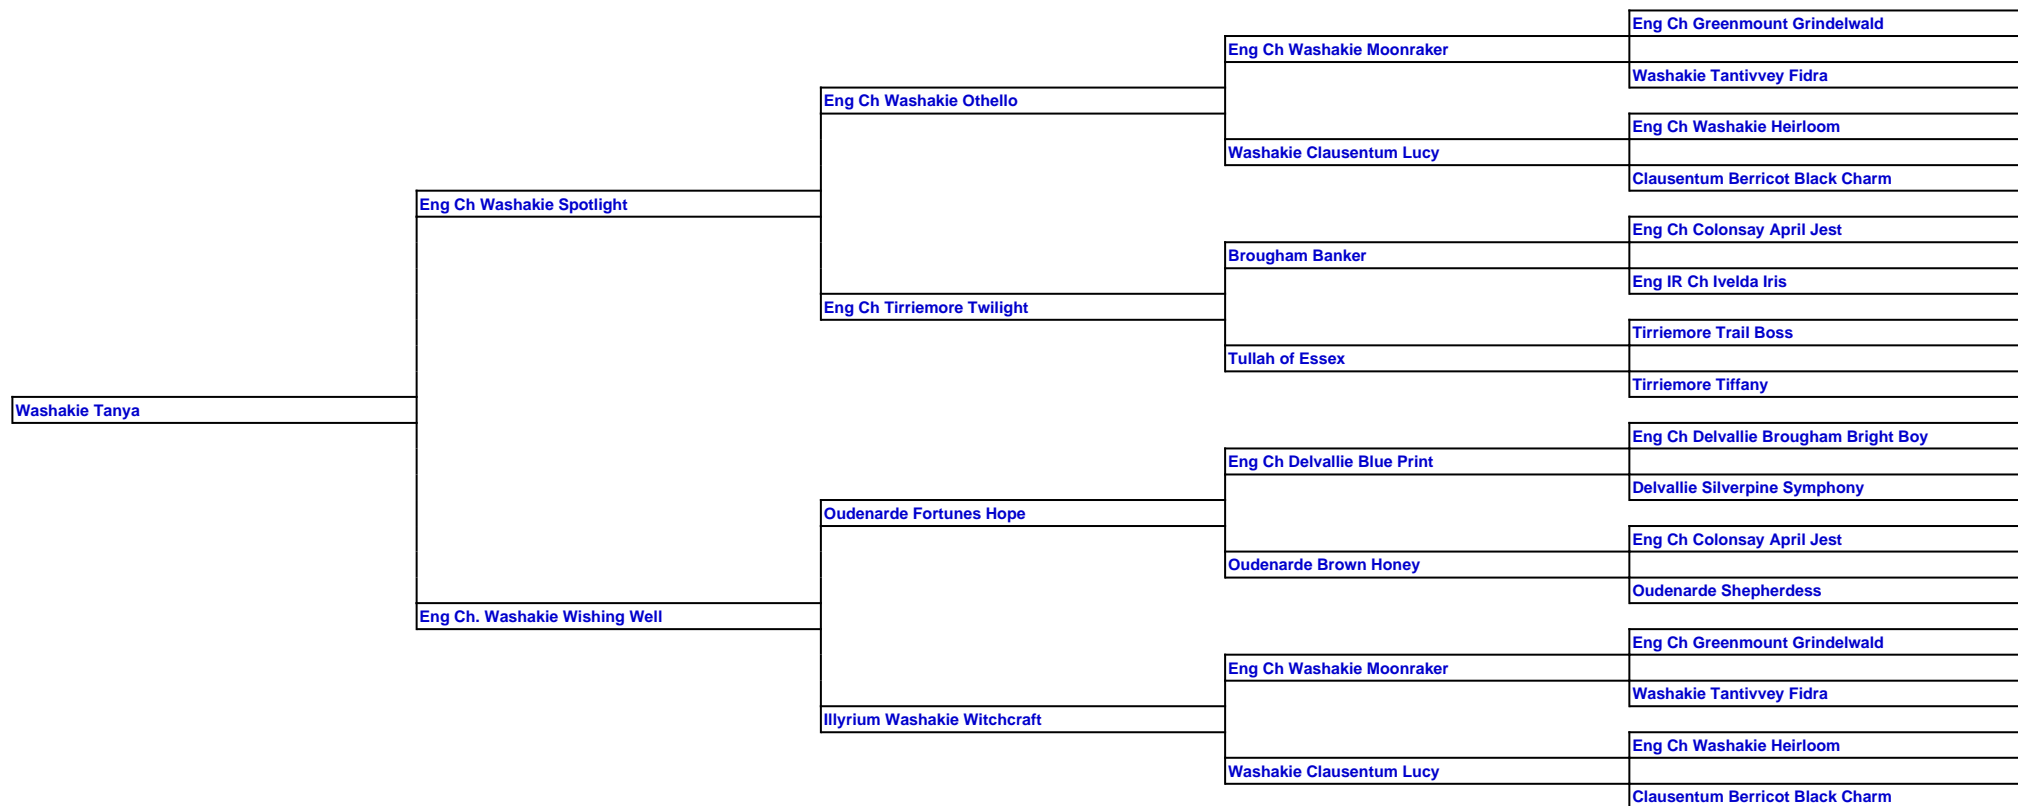 Eng Ch Greenmount Grindelwald
Eng Ch Washakie Moonraker
Washakie Tantivvey Fidra
Eng Ch Washakie Othello
Eng Ch Washakie Heirloom
Washakie Clausentum Lucy
Clausentum Berricot Black Charm
Eng Ch Washakie Spotlight
Eng Ch Colonsay April Jest
Brougham Banker
Eng IR Ch Ivelda Iris
Eng Ch Tirriemore Twilight
Tirriemore Trail Boss
Tullah of Essex
Tirriemore Tiffany
Washakie Tanya
Eng Ch Delvallie Brougham Bright Boy
Eng Ch Delvallie Blue Print
Delvallie Silverpine Symphony
Oudenarde Fortunes Hope
Eng Ch Colonsay April Jest
Oudenarde Brown Honey
Oudenarde Shepherdess
Eng Ch. Washakie Wishing Well
Eng Ch Greenmount Grindelwald
Eng Ch Washakie Moonraker
Washakie Tantivvey Fidra
Illyrium Washakie Witchcraft
Eng Ch Washakie Heirloom
Washakie Clausentum Lucy
Clausentum Berricot Black Charm